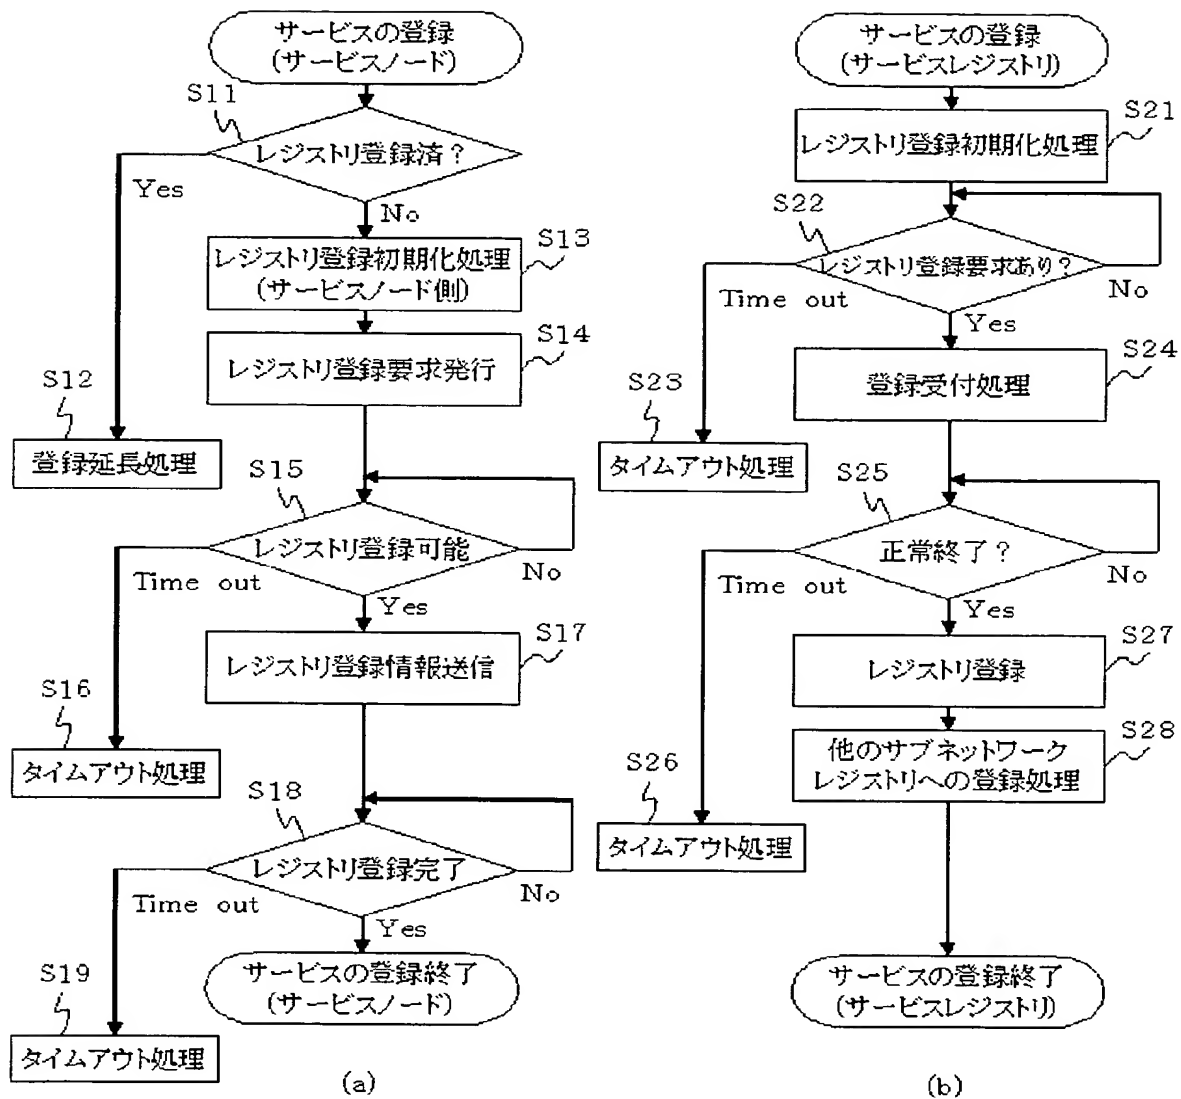 サービスの登録
(サービスノード)
S11
レジストリ登録済?
Yes
No
S13
レジストリ登録初期化処理
(サービスノード側)
S14
レジストリ登録要求発行
S12
登録延長処理
S15
レジストリ登録可能
Time out
No
Yes
S17
レジストリ登録情報送信
S16
タイムアウト処理
S18
レジストリ登録完了
Time out
No
Yes
S19
タイムアウト処理
サービスの登録終了
(サービスノード)
(a)
サービスの登録
(サービスレジストリ)
S21
レジストリ登録初期化処理
S22
レジストリ登録要求あり?
Time out
No
Yes
S23
タイムアウト処理
S24
登録受付処理
S25
正常終了?
Time out
No
Yes
S27
レジストリ登録
S28
他のサブネットワーク
レジストリへの登録処理
S26
タイムアウト処理
サービスの登録終了
(サービスレジストリ)
(b)